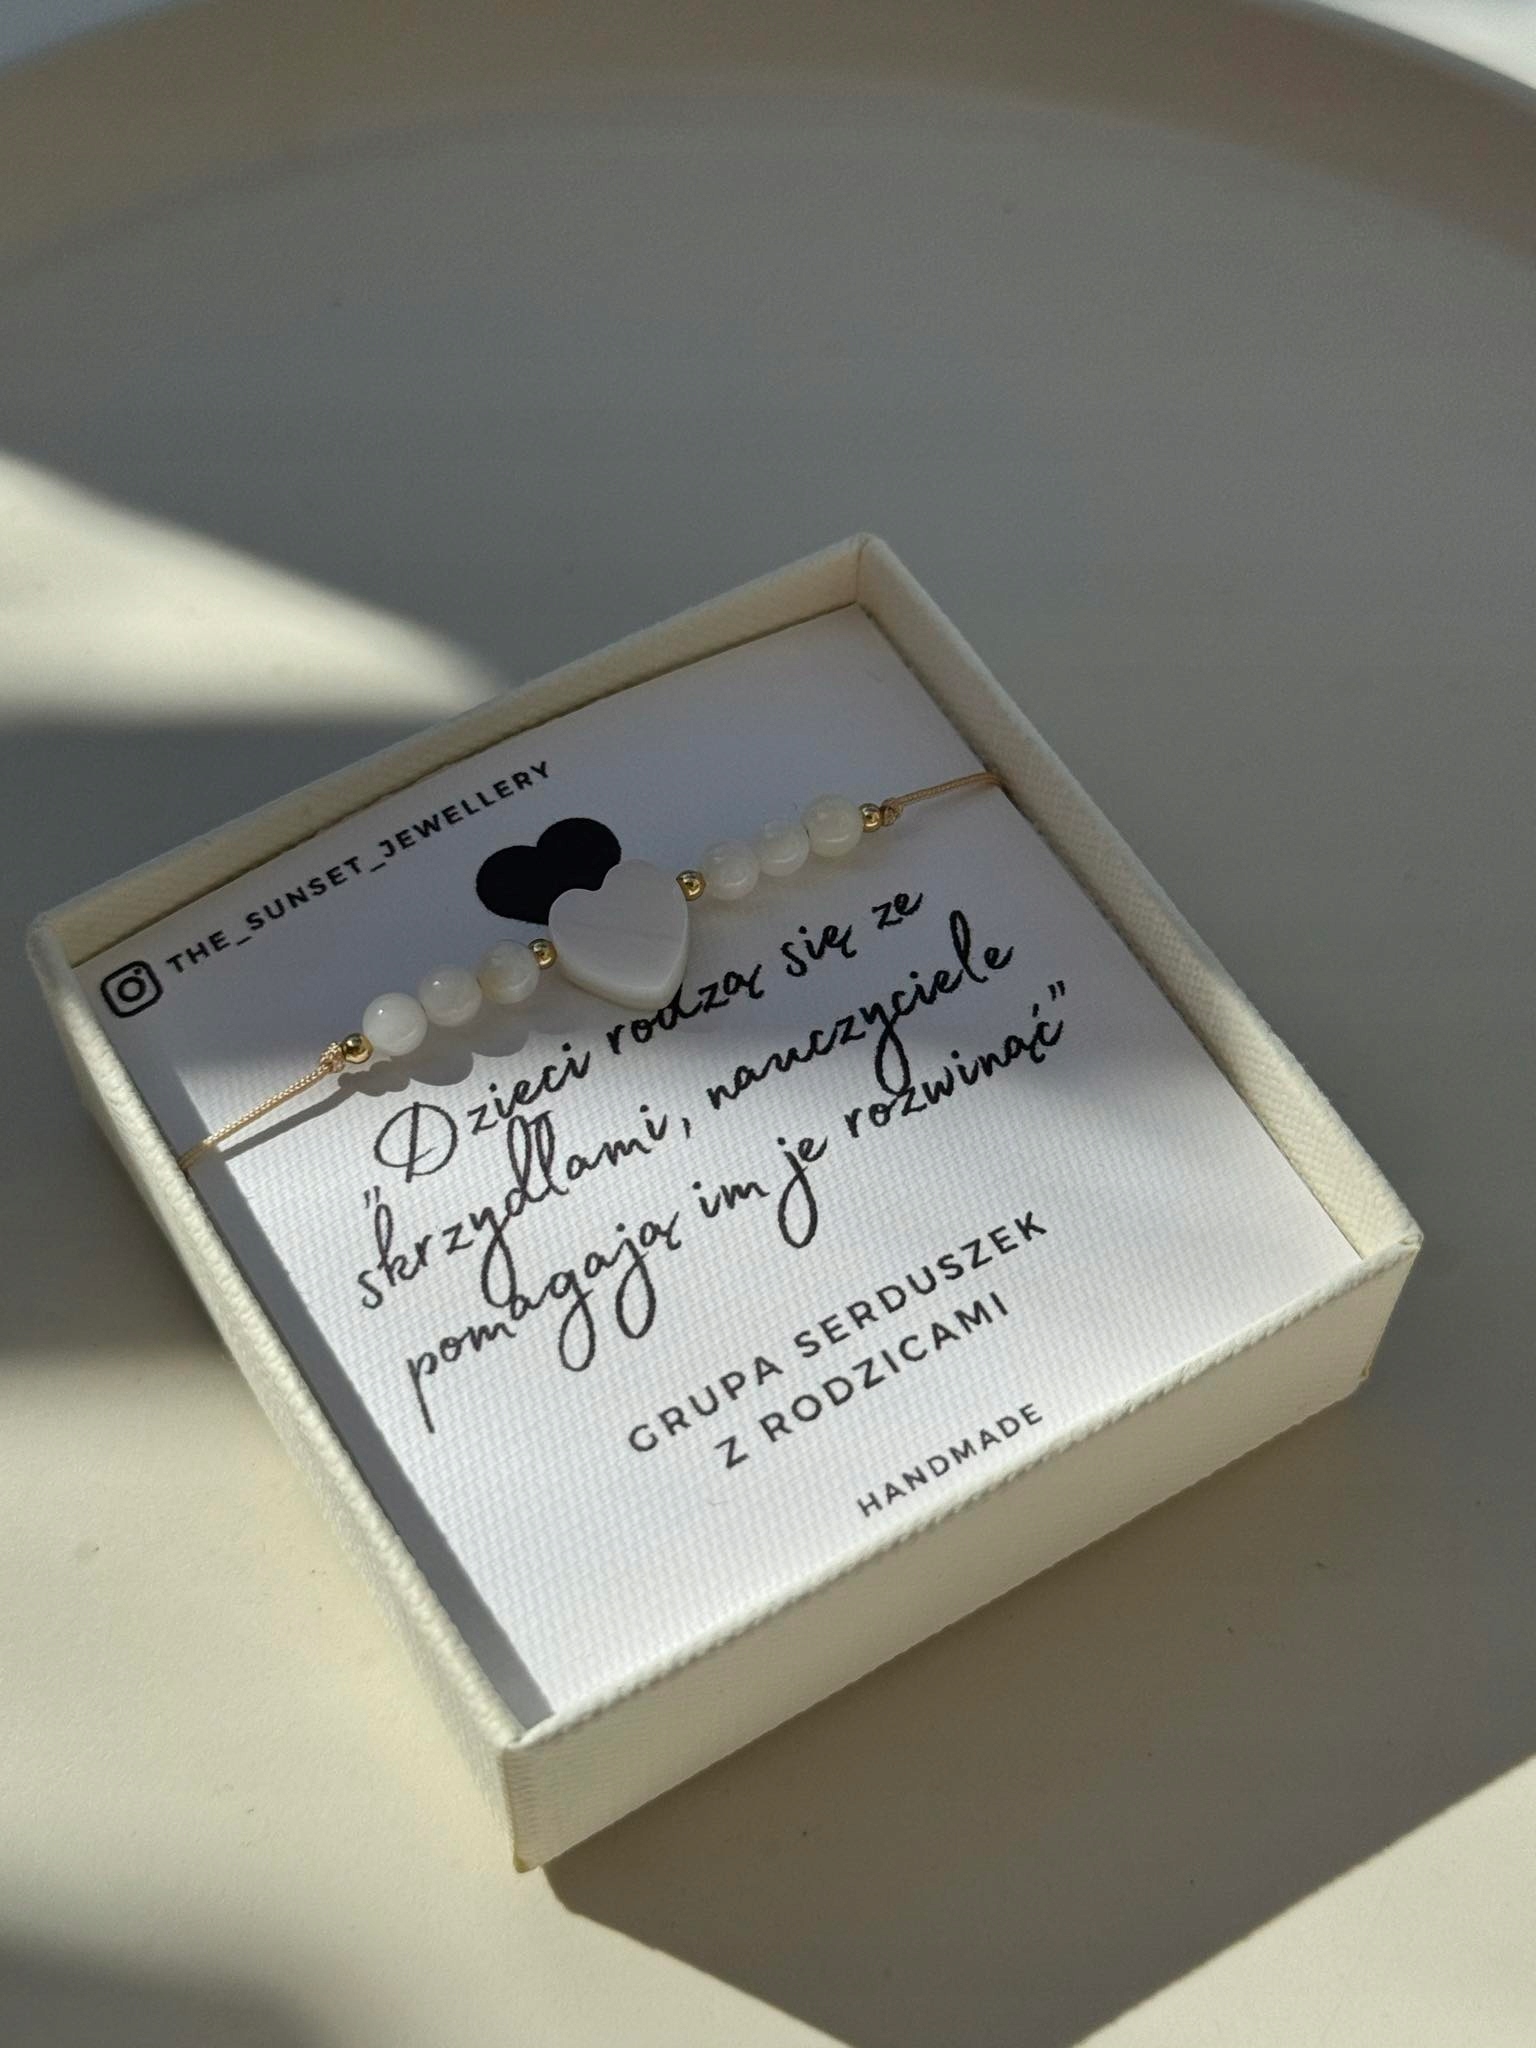 THE_SUNSET_JEWELLERY
„Dzieci rodzą się ze
skrzydłami, nauczyciele
pomagają im je rozwinąć”
GRUPA SERDUSZEK
Z RODZICAMI
HANDMADE